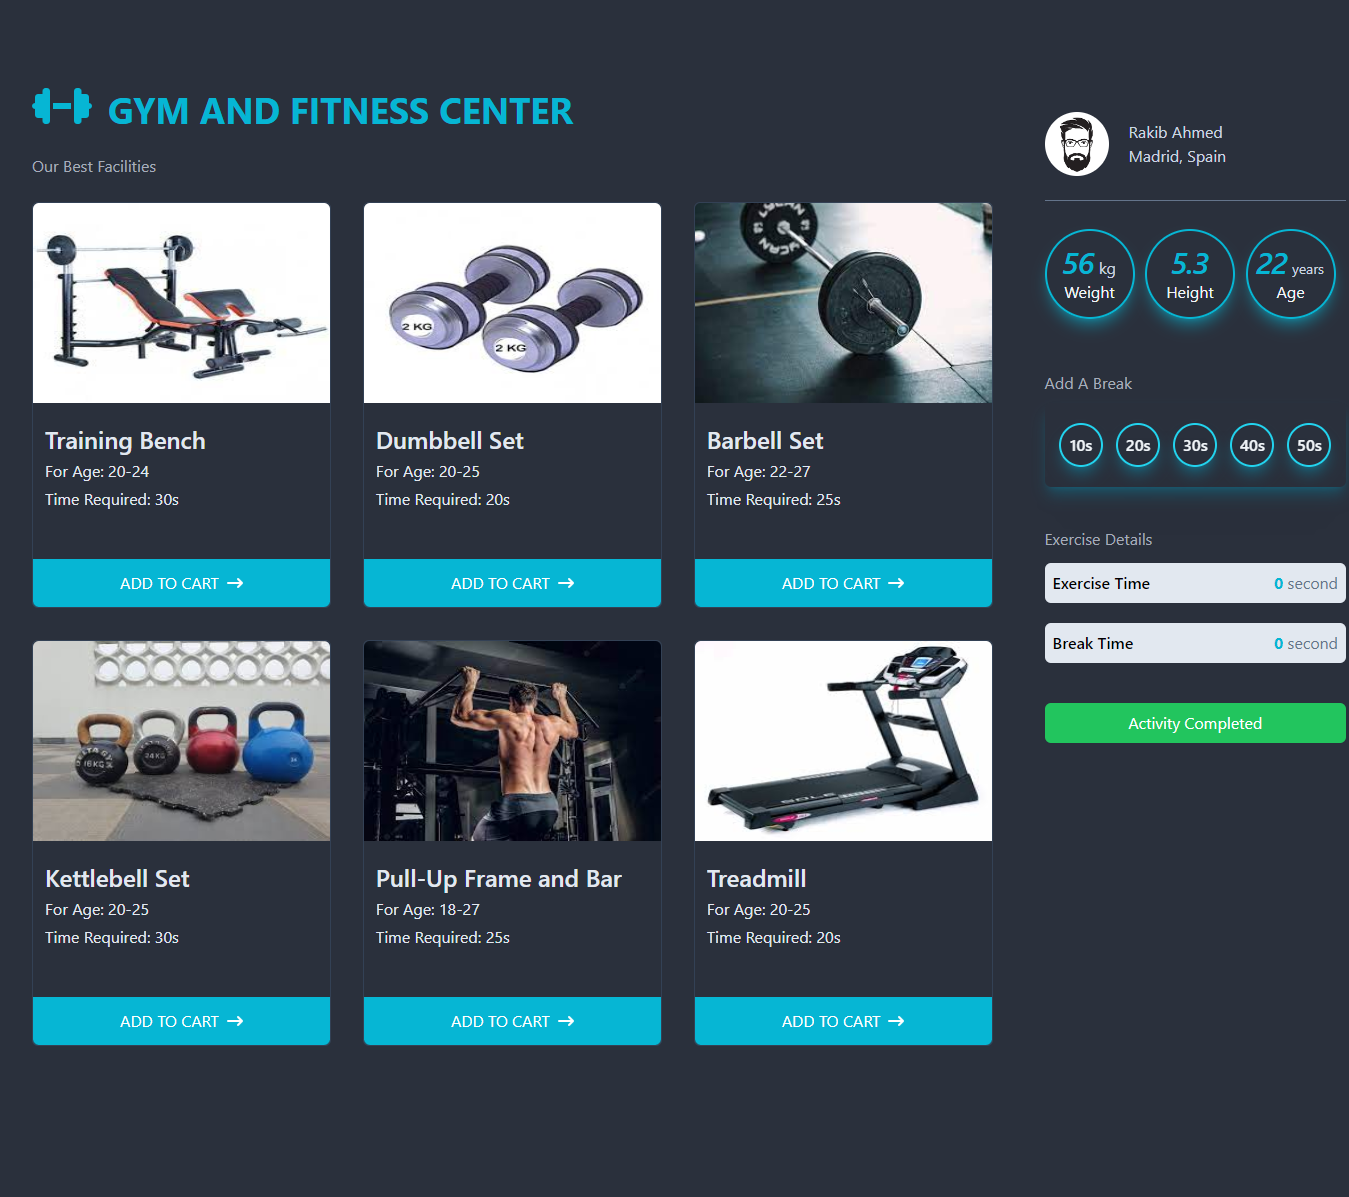 GYM AND FITNESS CENTER
Our Best Facilities
2 KG
2 KG
Training Bench
For Age: 20-24
Time Required: 30s
ADD TO CART
Dumbbell Set
For Age: 20-25
Time Required: 20s
ADD TO CART
Barbell Set
For Age: 22-27
Time Required: 25s
ADD TO CART
16KG
24KG
Kettlebell Set
For Age: 20-25
Time Required: 30s
ADD TO CART
Pull-Up Frame and Bar
For Age: 18-27
Time Required: 25s
ADD TO CART
SOLE
Treadmill
For Age: 20-25
Time Required: 20s
ADD TO CART
Rakib Ahmed
Madrid, Spain
56 kg
Weight
5.3
Height
22 years
Age
Add A Break
10s 20s 30s 40s 50s
Exercise Details
Exercise Time 0 second
Break Time 0 second
Activity Completed